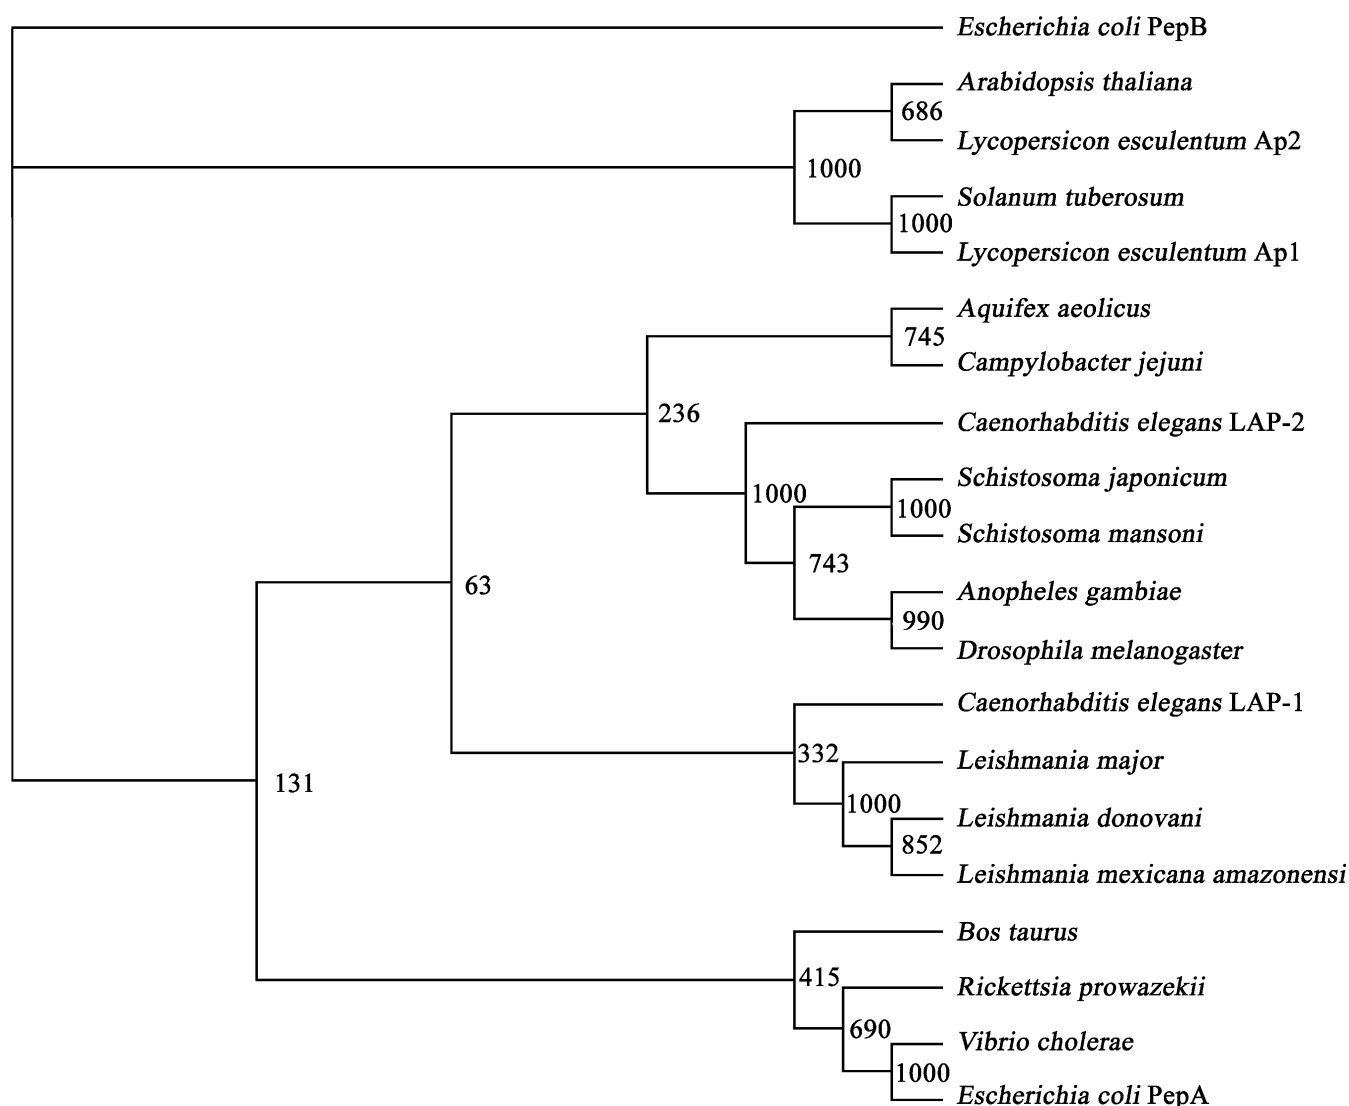 Escherichia coli PepB
Arabidopsis thaliana
686
Lycopersicon esculentum Ap2
1000
Solanum tuberosum
1000
Lycopersicon esculentum Ap1
Aquifex aeolicus
745
Campylobacter jejuni
236
Caenorhabditis elegans LAP-2
Schistosoma japonicum
1000
1000
Schistosoma mansoni
743
63
Anopheles gambiae
990
Drosophila melanogaster
Caenorhabditis elegans LAP-1
332
Leishmania major
131
1000
Leishmania donovani
852
Leishmania mexicana amazonensi
Bos taurus
415
Rickettsia prowazekii
690
Vibrio cholerae
1000
Escherichia coli PepA